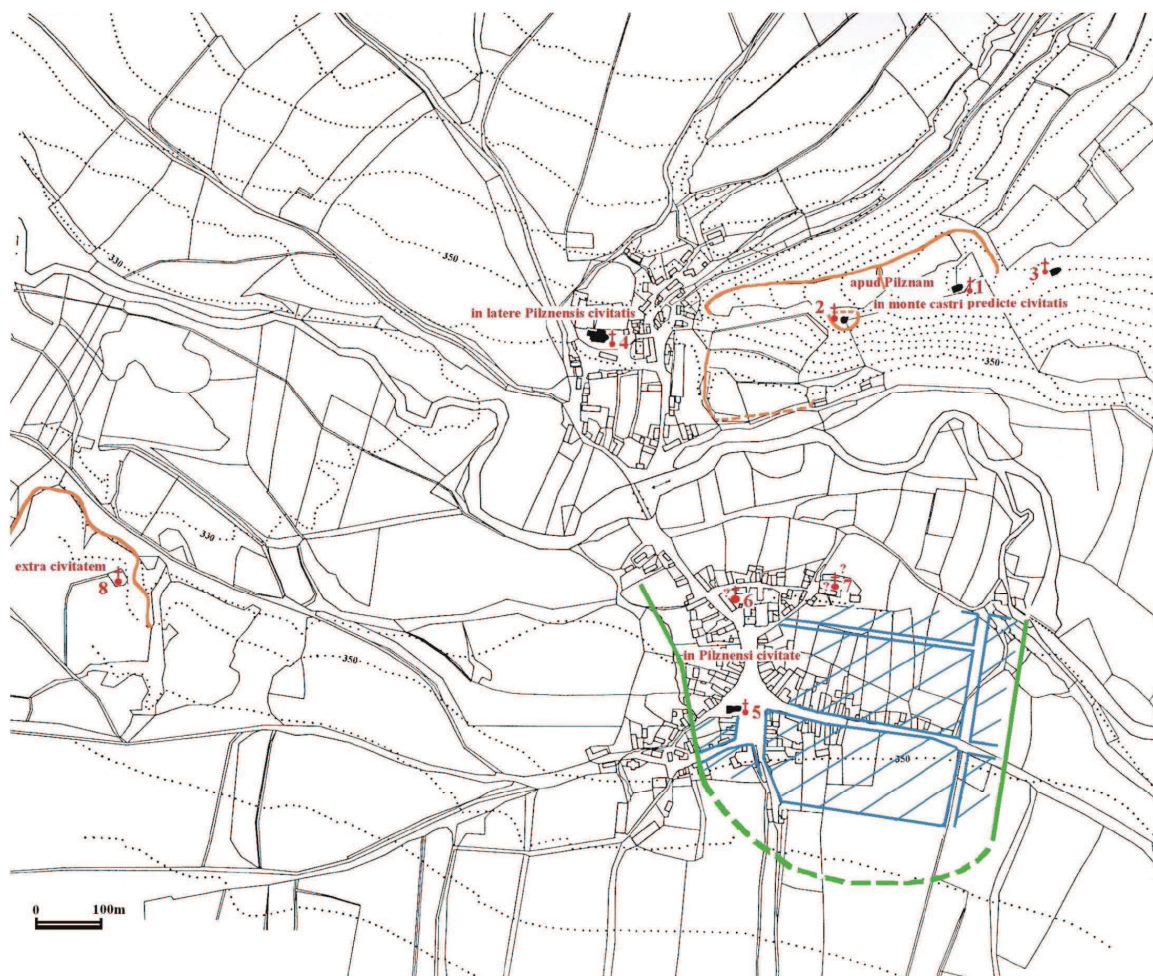 330
350
apud Pilznam
1
3
in monte castri predicte civitatis
2
in latere Pilznensis civitatis
4
350
330
extra civitatem
8
?
7
?
?
6
in Pilznensi civitate
350
5
350
0 100m